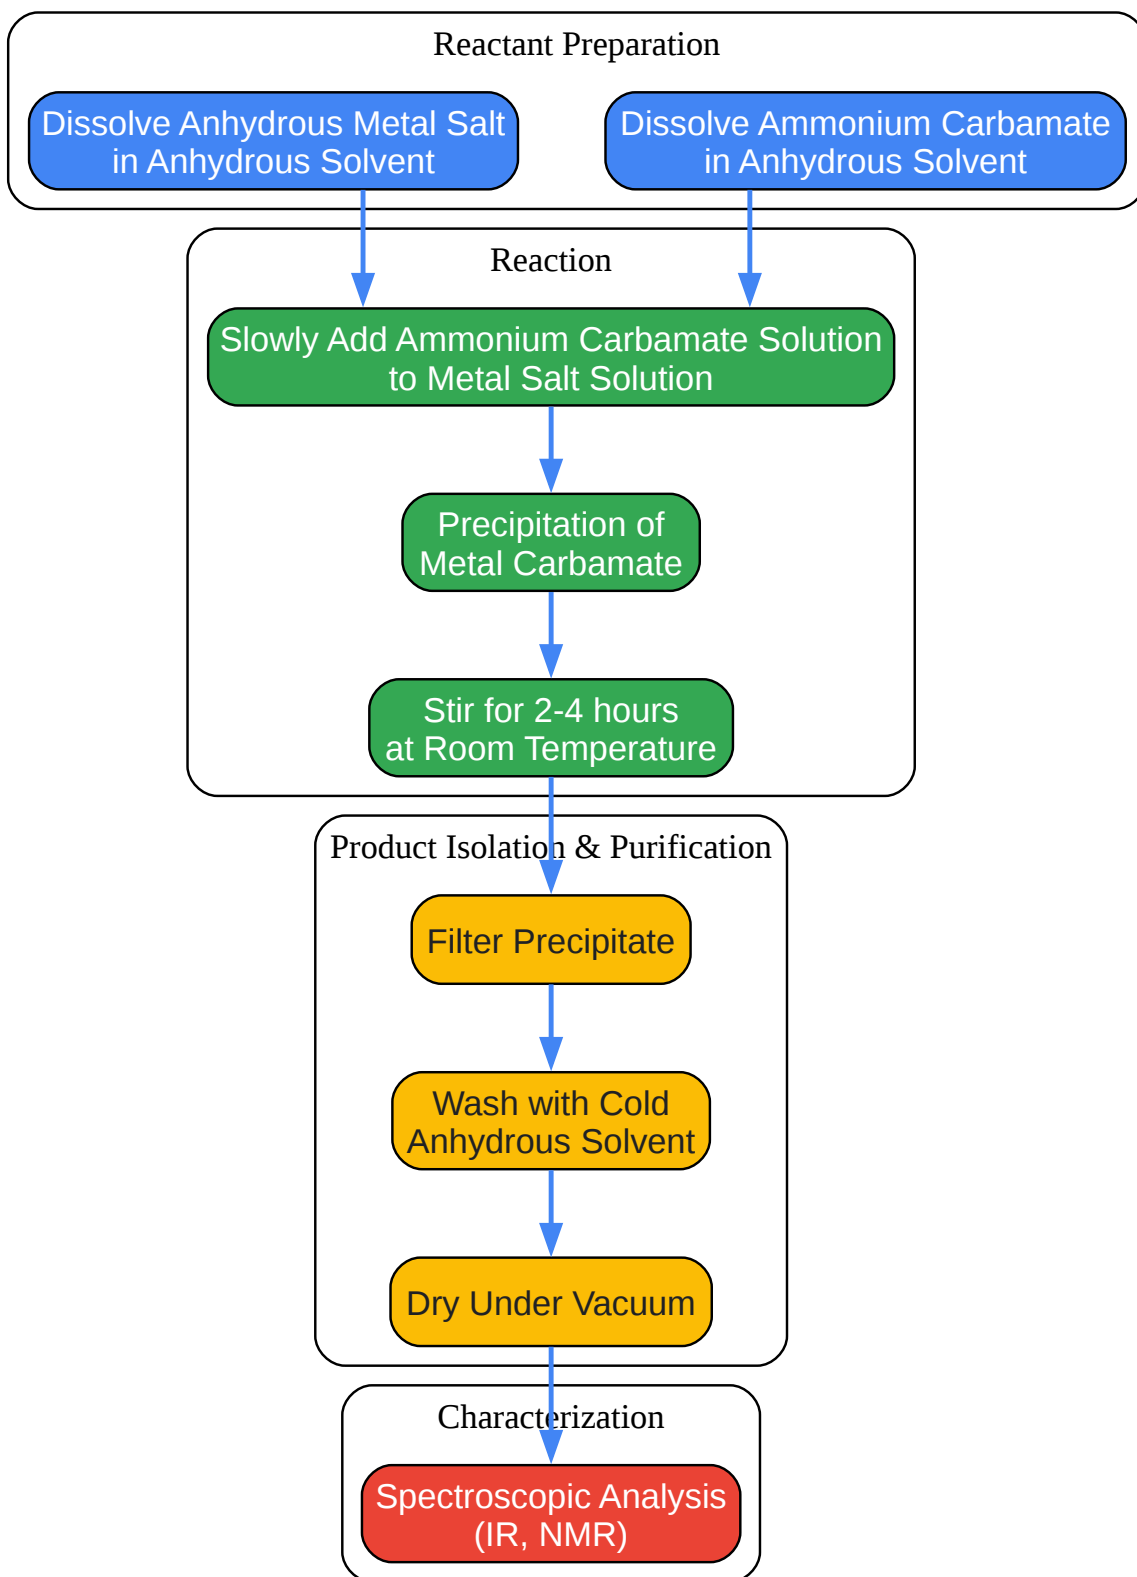 Reactant Preparation
Dissolve Anhydrous Metal Salt
in Anhydrous Solvent
Dissolve Ammonium Carbamate
in Anhydrous Solvent
Reaction
Slowly Add Ammonium Carbamate Solution
to Metal Salt Solution
Precipitation of
Metal Carbamate
Stir for 2-4 hours
at Room Temperature
Product Isolation & Purification
Filter Precipitate
Wash with Cold
Anhydrous Solvent
Dry Under Vacuum
Characterization
Spectroscopic Analysis
(IR, NMR)